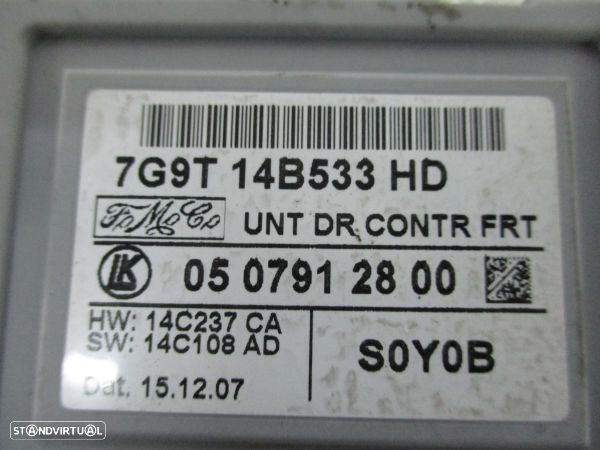 7G9T 14B533 HD
FoMoCo UNT DR CONTR FRT
LK 05 0791 28 00
HW: 14C237 CA
SW: 14C108 AD
S0Y0B
Dat. 15.12.07
STANDVIRTUAL